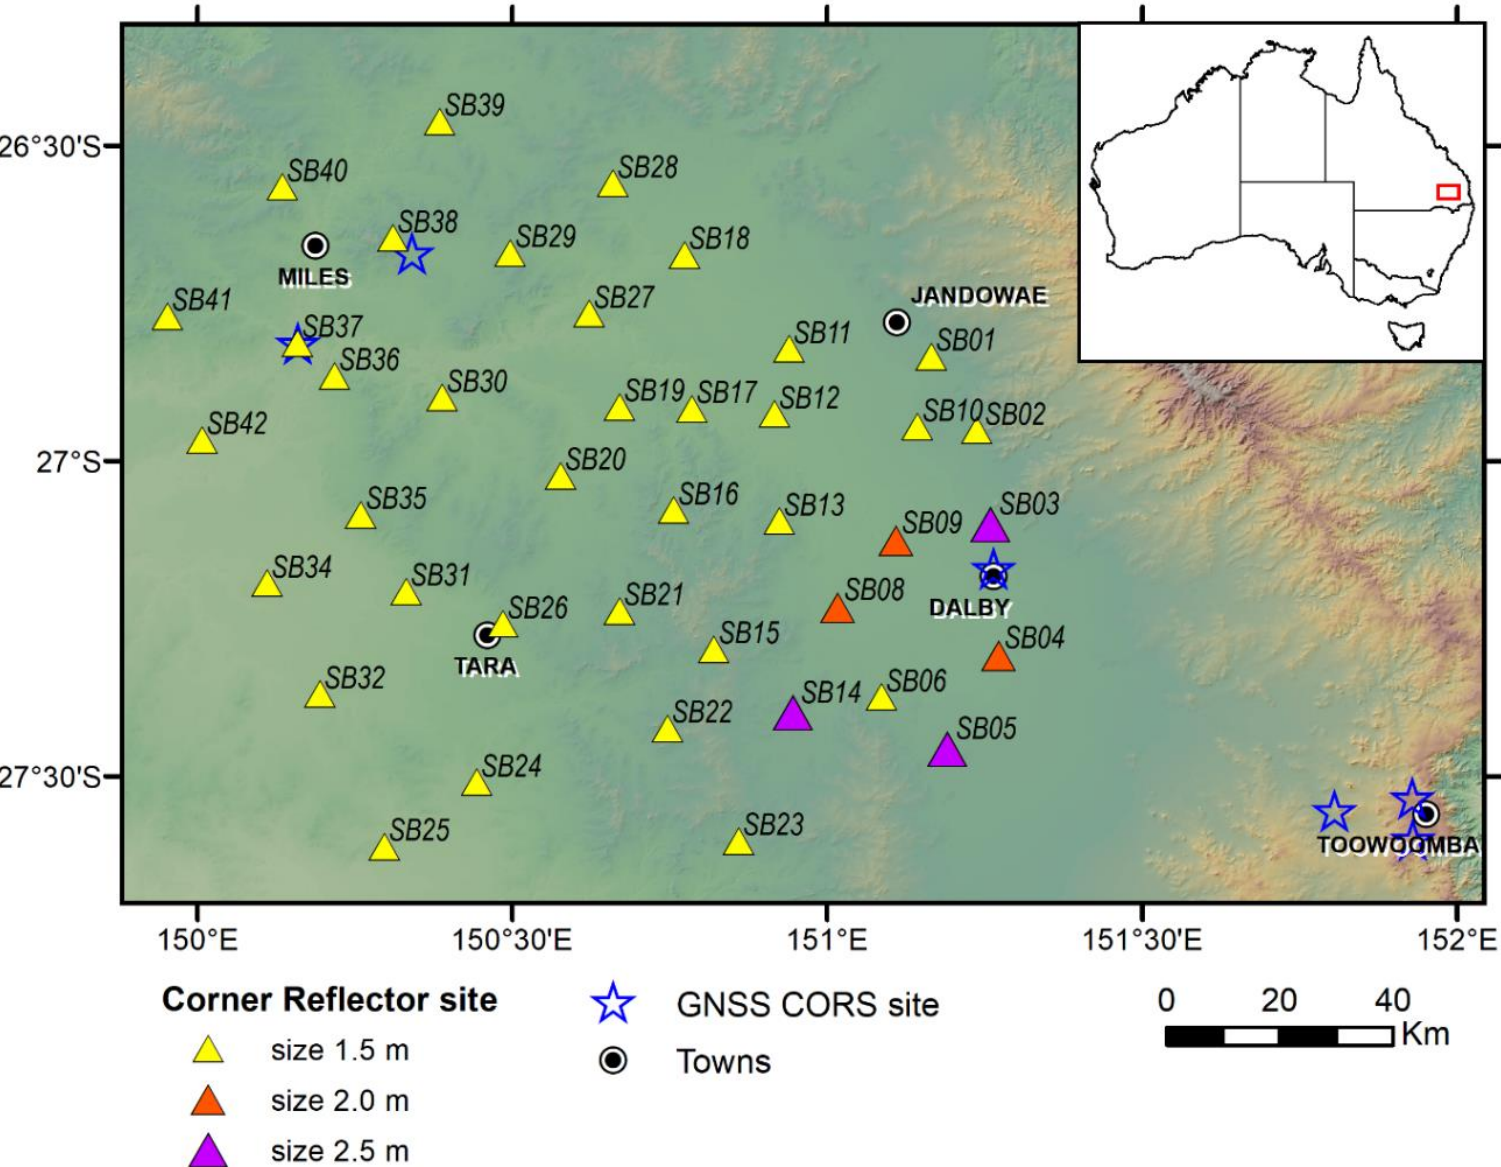 SB39
26°30'S
SB40
SB28
SB38
SB29
SB18
MILES
SB41
SB27
JANDOWAE
SB37
SB11
SB01
SB36
SB30
SB19
SB17
SB12
SB10
SB02
SB42
27°S
SB20
SB35
SB16
SB13
SB09
SB03
SB34
SB31
SB26
SB21
SB08
DALBY
SB15
SB04
TARA
SB32
SB14
SB06
SB22
SB05
27°30'S
SB24
SB25
SB23
TOOWOOMBA
150°E
150°30'E
151°E
151°30'E
152°E
Corner Reflector site
size 1.5 m
size 2.0 m
size 2.5 m
GNSS CORS site
Towns
0 20 40
Km